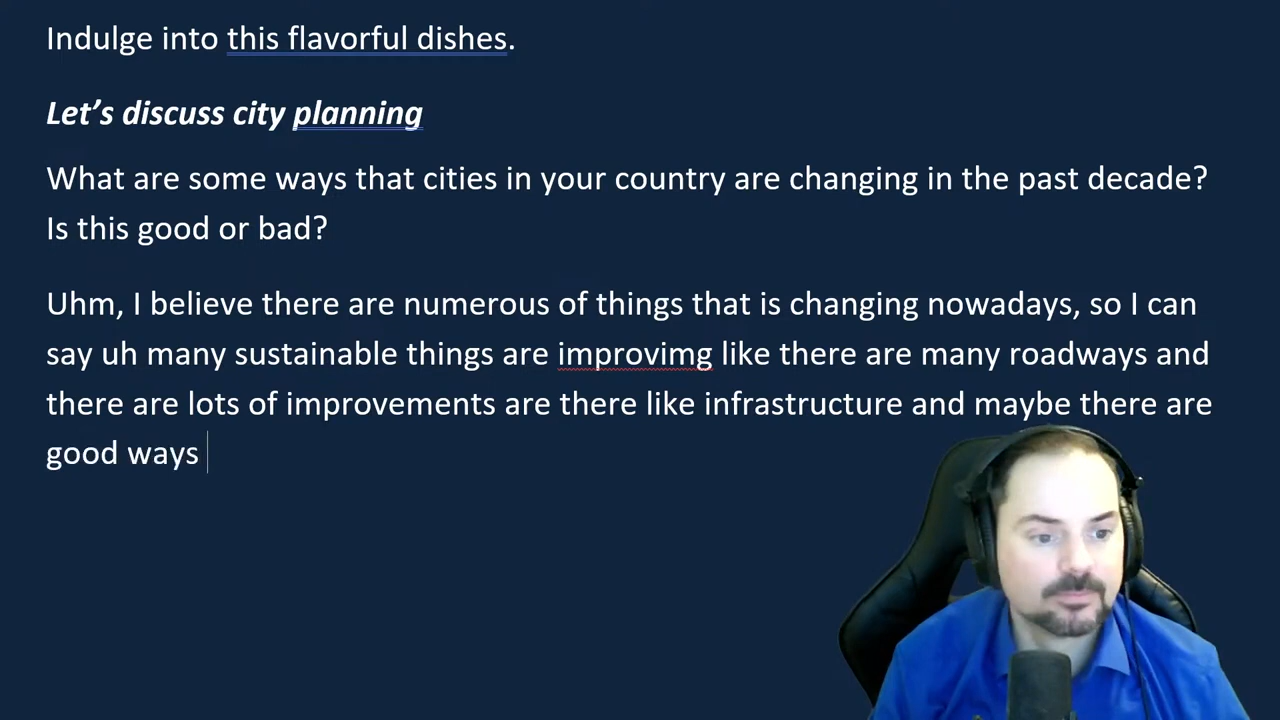 Indulge into this flavorful dishes.
Let’s discuss city planning
What are some ways that cities in your country are changing in the past decade?
Is this good or bad?
Uhm, I believe there are numerous of things that is changing nowadays, so I can
say uh many sustainable things are improvimg like there are many roadways and
there are lots of improvements are there like infrastructure and maybe there are
good ways